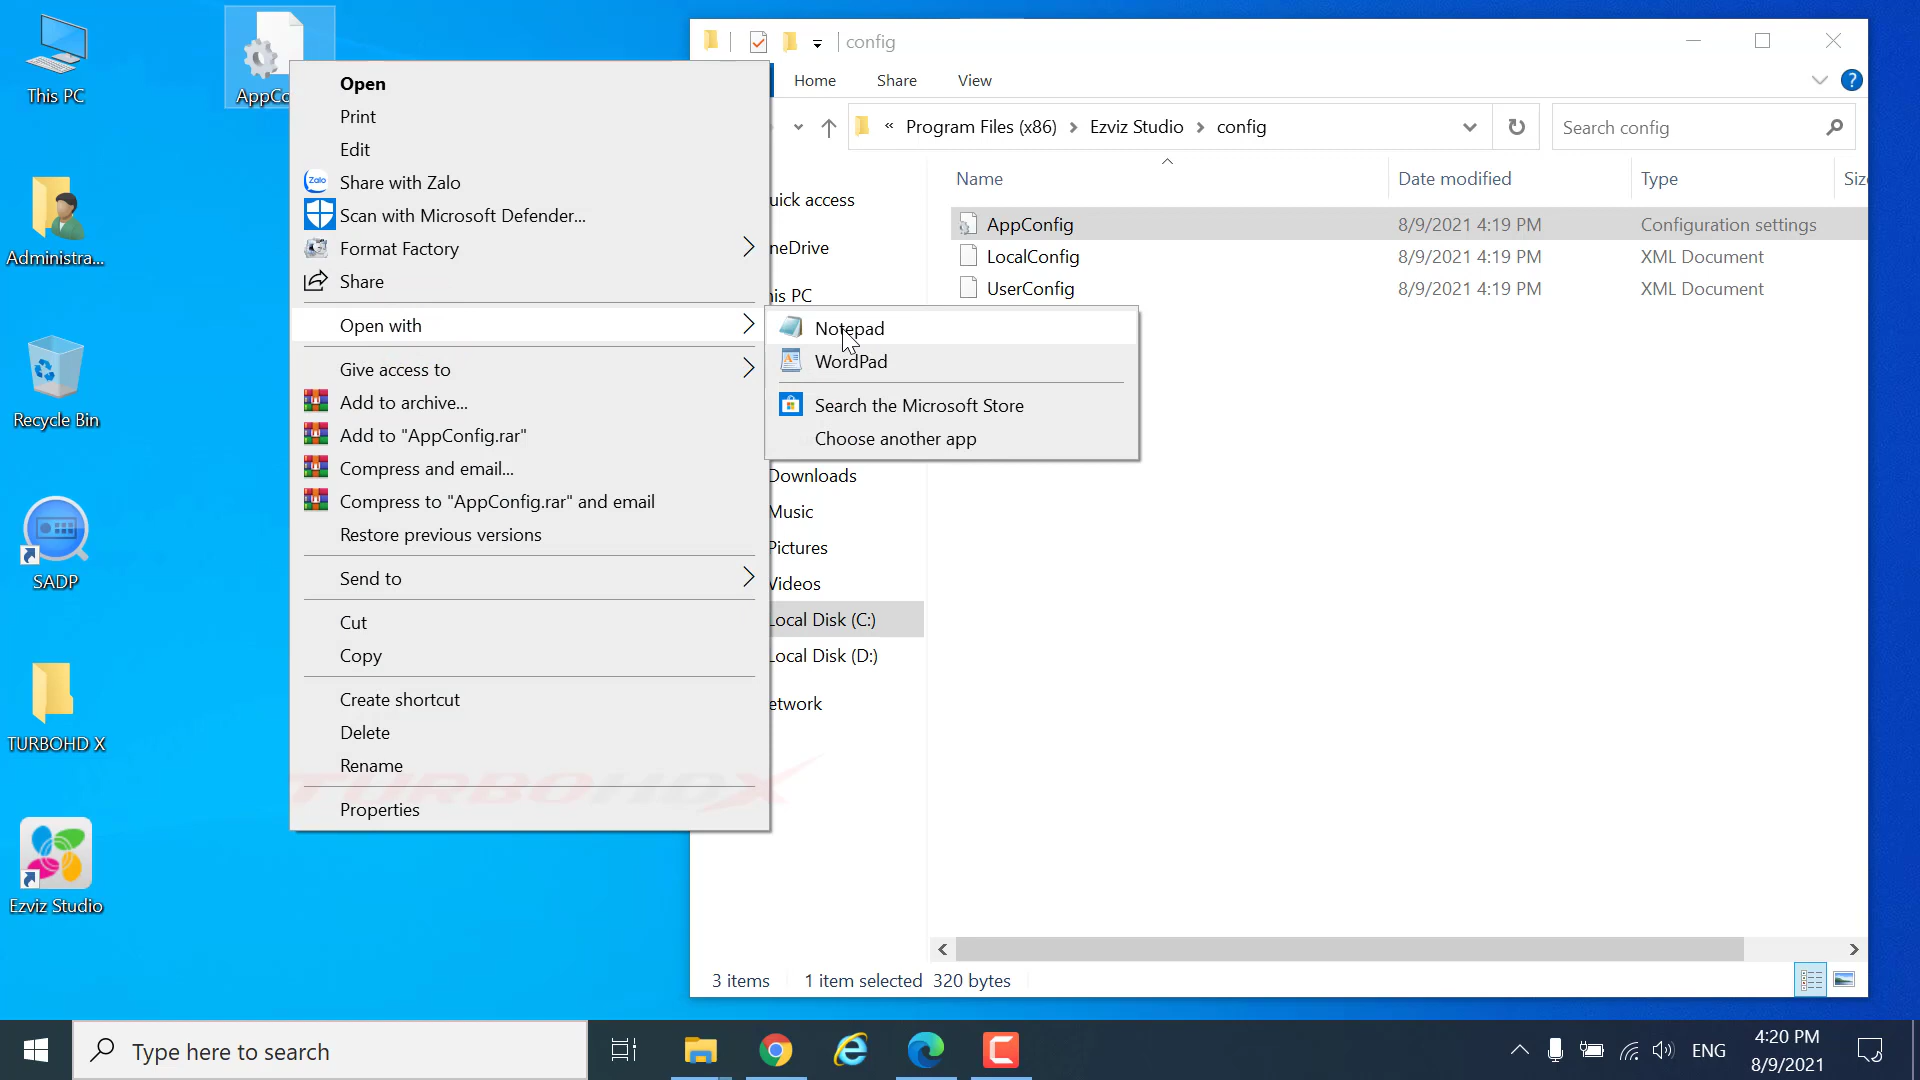 This PC
Administra...
Recycle Bin
SADP
TURBOHD X
Ezviz Studio
AppCo
Open
Print
Edit
Share with Zalo
Scan with Microsoft Defender...
Format Factory
Share
Open with
Give access to
Add to archive...
Add to "AppConfig.rar"
Compress and email...
Compress to "AppConfig.rar" and email
Restore previous versions
Send to
Cut
Copy
Create shortcut
Delete
Rename
Properties
TURBOHDX
Notepad
WordPad
Search the Microsoft Store
Choose another app
config
Home Share View
« Program Files (x86) > Ezviz Studio > config
Search config
Name Date modified Type Siz
AppConfig 8/9/2021 4:19 PM Configuration settings
LocalConfig 8/9/2021 4:19 PM XML Document
UserConfig 8/9/2021 4:19 PM XML Document
uick access
neDrive
is PC
Downloads
Music
Pictures
Videos
Local Disk (C:)
Local Disk (D:)
etwork
3 items 1 item selected 320 bytes
Type here to search
ENG
4:20 PM
8/9/2021